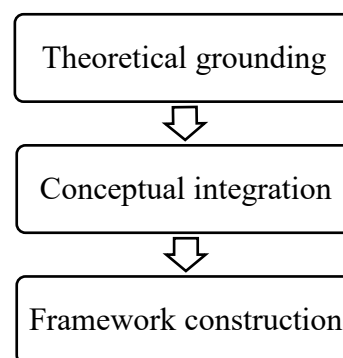 Theoretical grounding
Conceptual integration
Framework construction